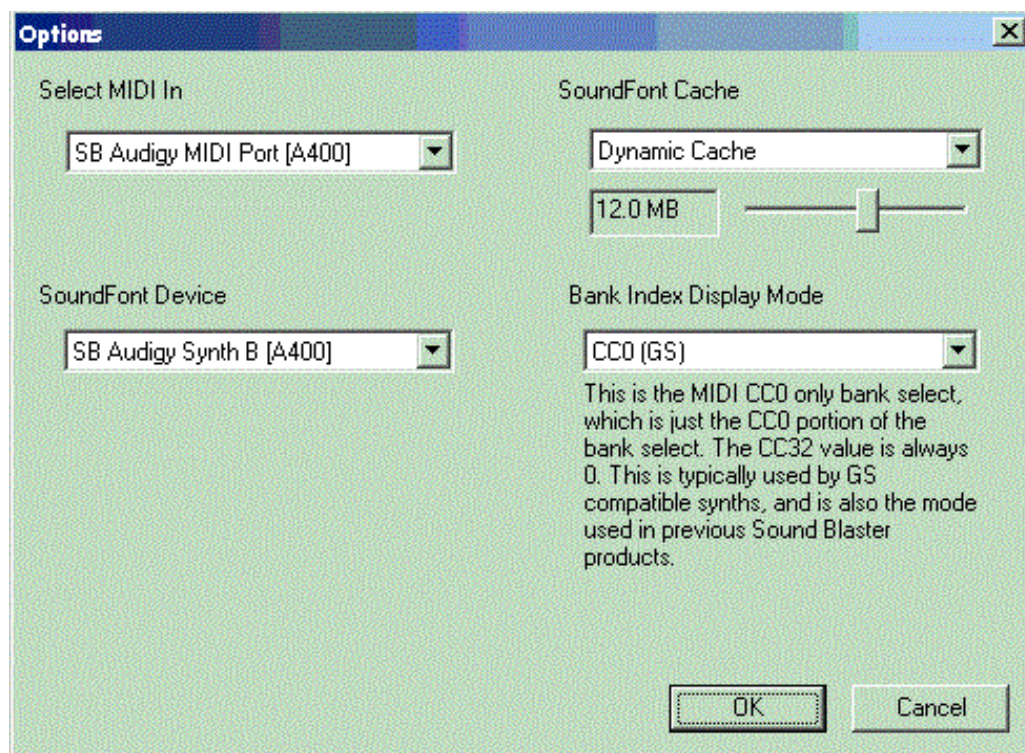 Options
Select MIDI In
SoundFont Cache
SB Audigy MIDI Port [A400]
Dynamic Cache
12.0 MB
SoundFont Device
Bank Index Display Mode
SB Audigy Synth B [A400]
CC0 (GS)
This is the MIDI CC0 only bank select,
which is just the CC0 portion of the
bank select. The CC32 value is always
0. This is typically used by GS
compatible synths, and is also the mode
used in previous Sound Blaster
products.
OK
Cancel